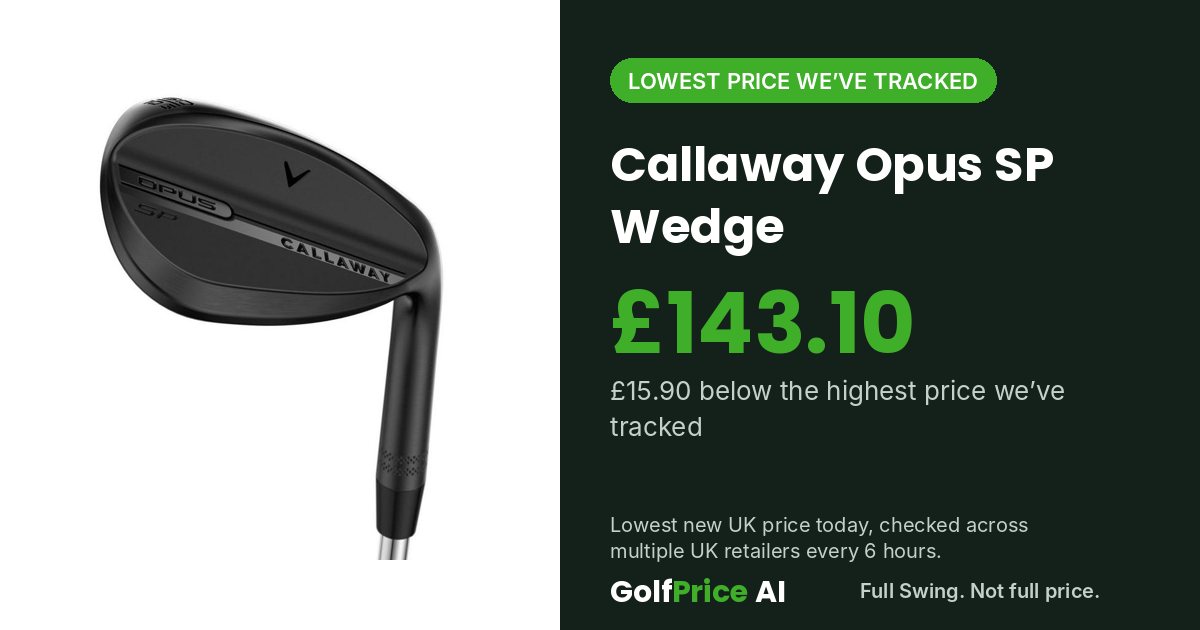 OPUS
SP
CALLAWAY
LOWEST PRICE WE’VE TRACKED
Callaway Opus SP
Wedge
£143.10
£15.90 below the highest price we’ve
tracked
Lowest new UK price today, checked across
multiple UK retailers every 6 hours.
GolfPrice AI
Full Swing. Not full price.